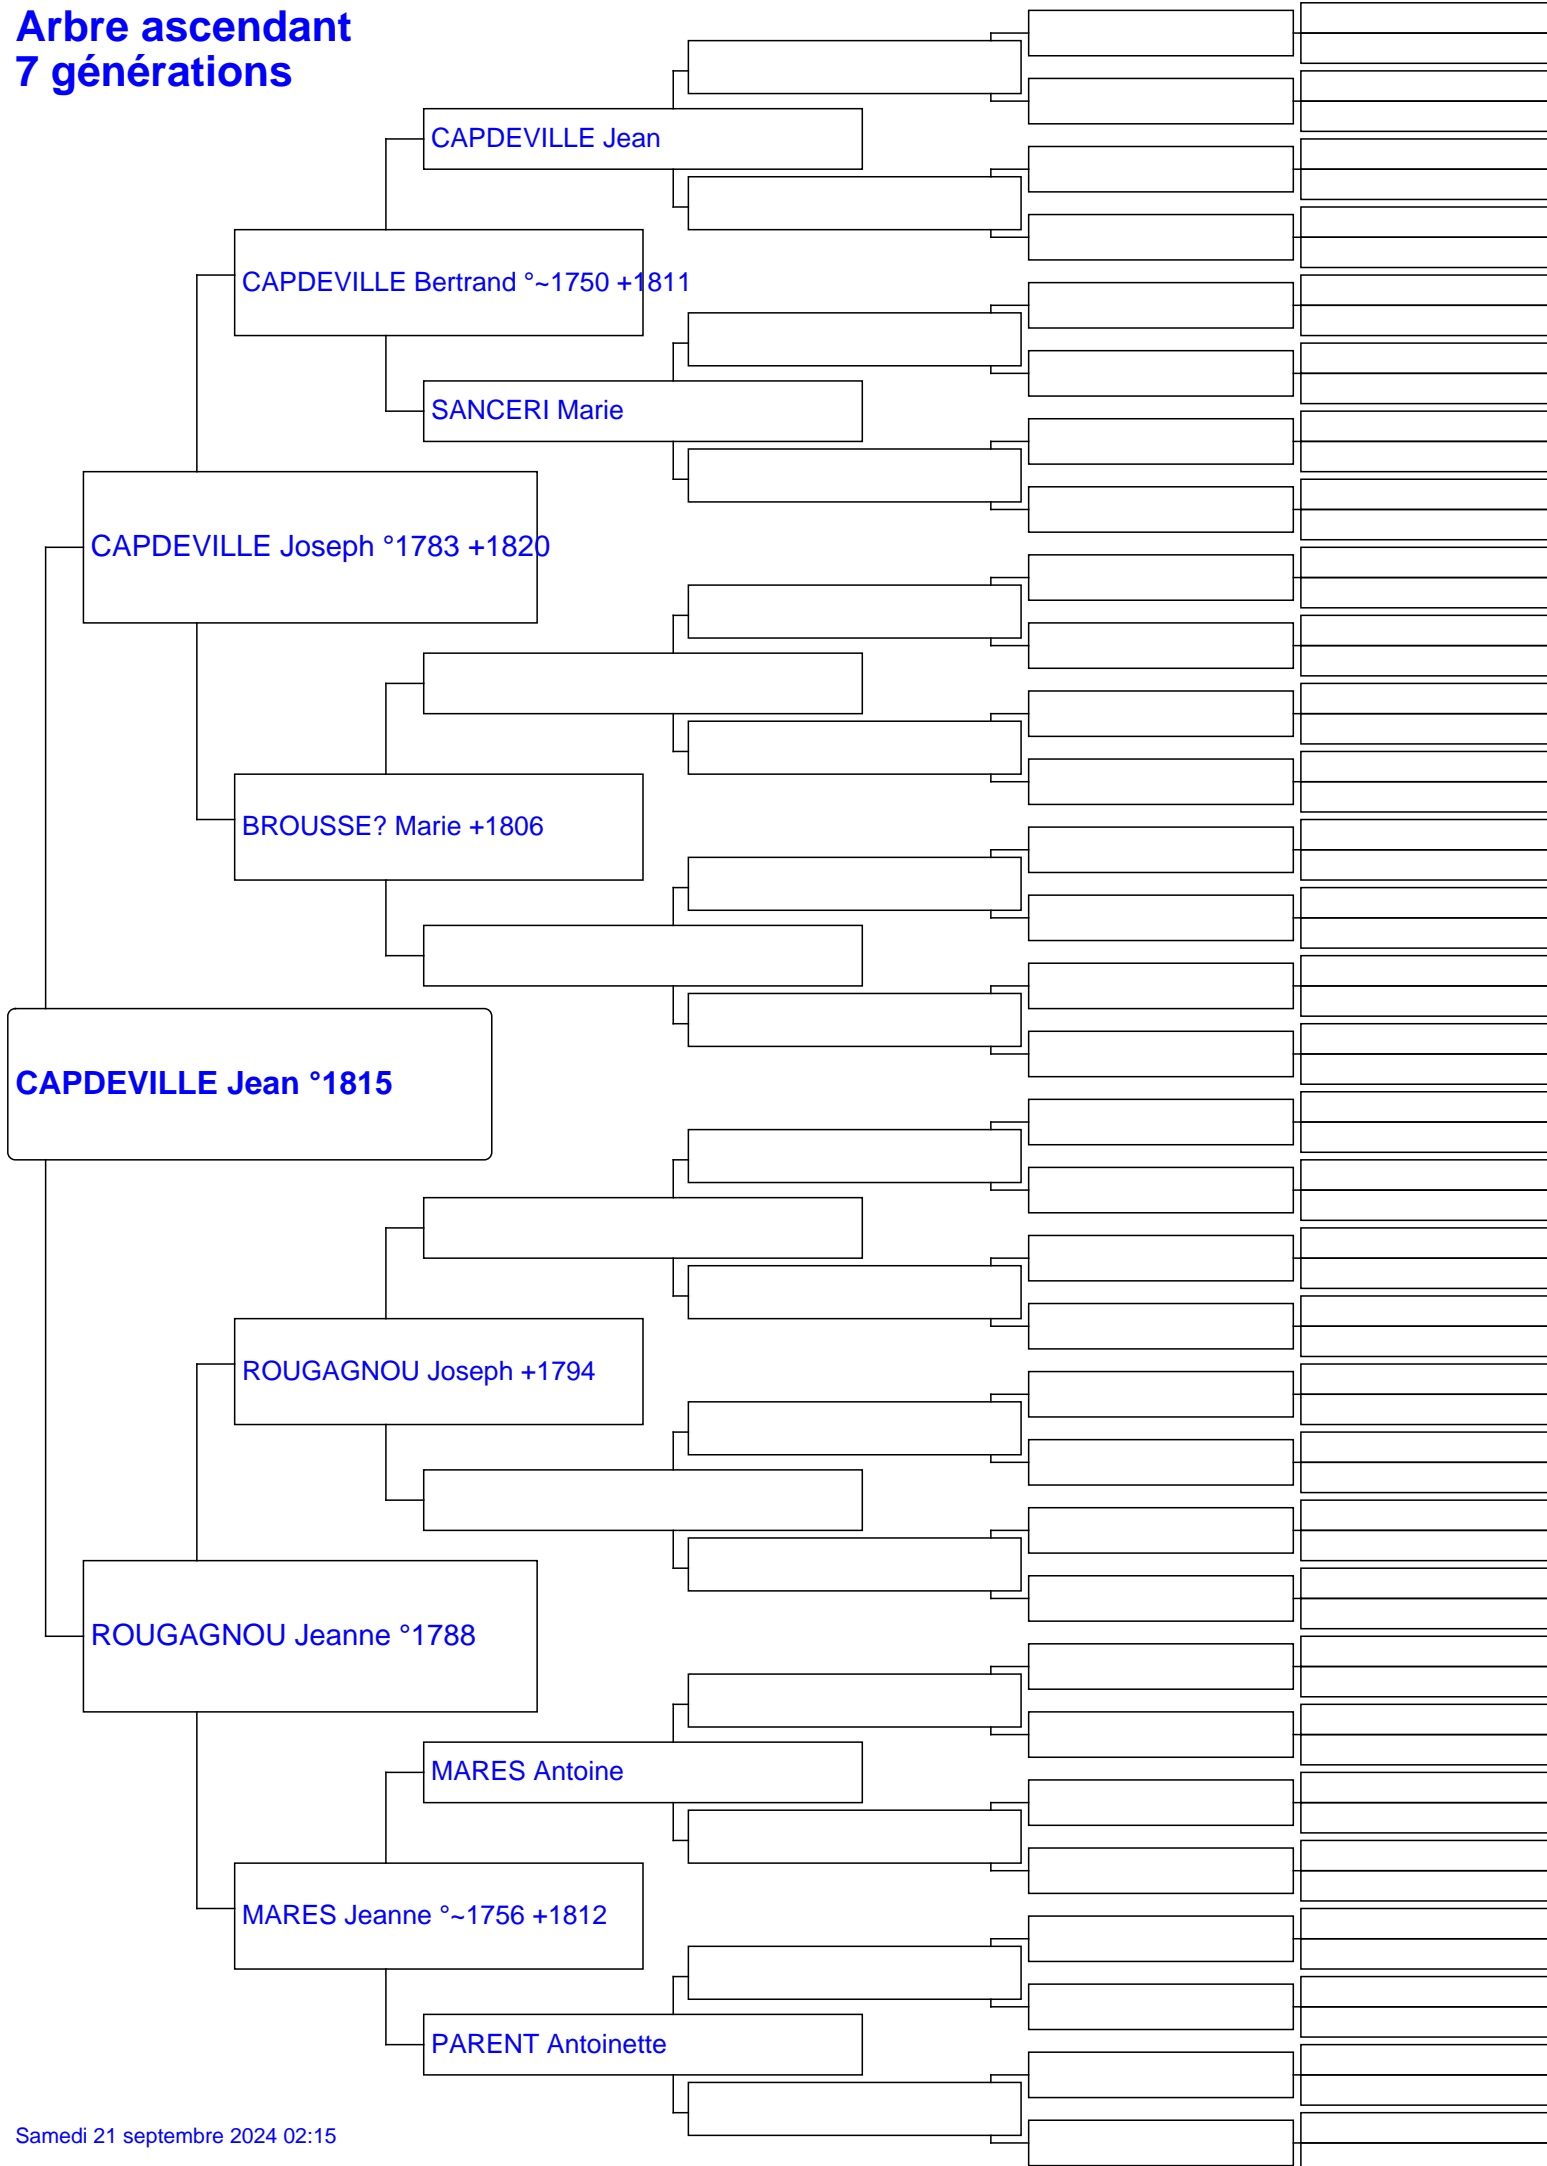 Arbre ascendant
7 générations
CAPDEVILLE Jean
CAPDEVILLE Bertrand °~1750 +1811
SANCERI Marie
CAPDEVILLE Joseph °1783 +1820
BROUSSE? Marie +1806
CAPDEVILLE Jean °1815
ROUGAGNOU Joseph +1794
ROUGAGNOU Jeanne °1788
MARES Antoine
MARES Jeanne °~1756 +1812
PARENT Antoinette
Samedi 21 septembre 2024 02:15